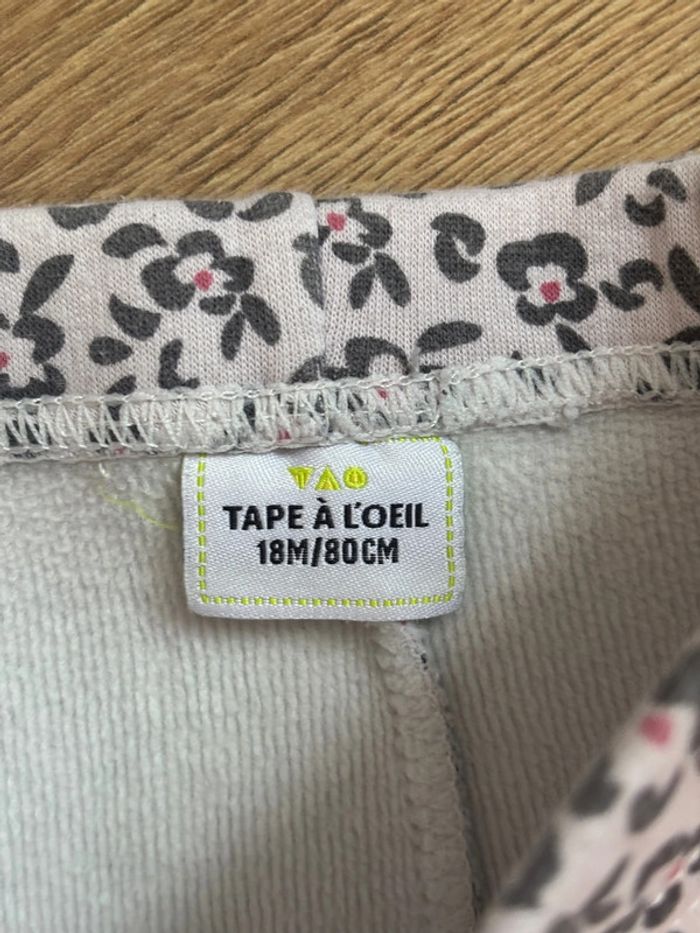 TAO
TAPE À L'OEIL
18M/80CM